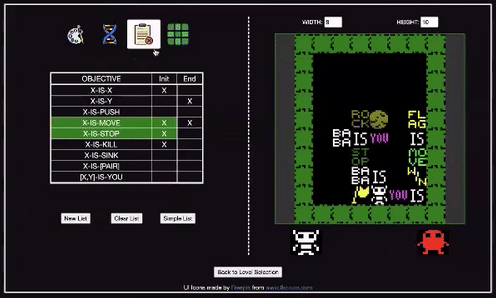 WIDTH: 9 HEIGHT: 10
OBJECTIVE Init End
X-IS-X X
X-IS-Y X
X-IS-PUSH
X-IS-MOVE X X
X-IS-STOP X
X-IS-KILL X
X-IS-SINK
X-IS-[PAIR]
[X,Y]-IS-YOU
ROCK FLAG
BABA IS YOU IS
STOP MOVE
BABA IS WIN
YOU IS
New List Clear List Simple List
Back to Level Selection
UI Icons made by Freepik from www.flaticon.com